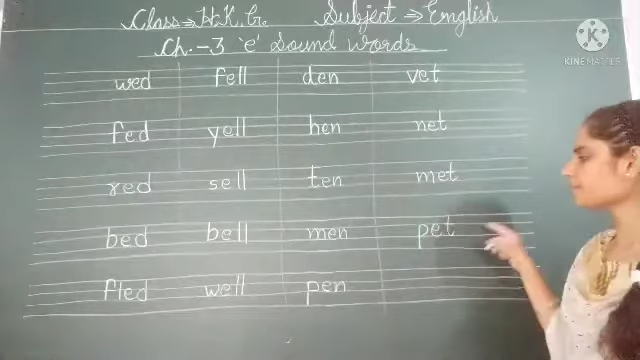 Class → H.K.G. Subject → English
Ch.-3 'e' Sound Words
wed fell den vet
fed yell hen net
red sell ten met
bed bell men pet
fled well pen
KINEMASTER